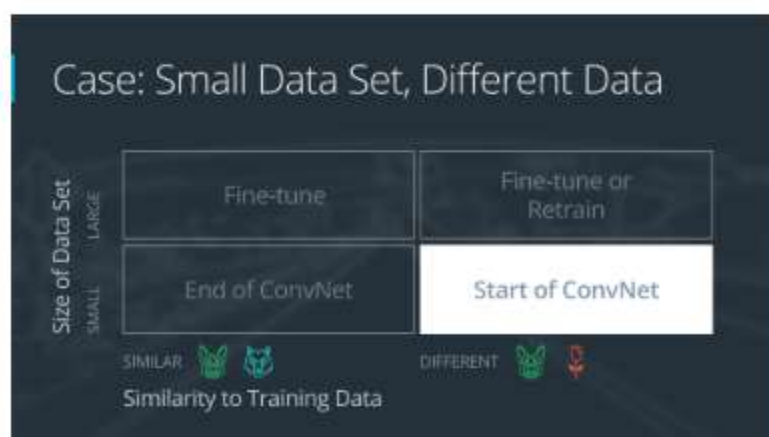 Case: Small Data Set, Different Data
Size of Data Set
LARGE
Fine-tune
Fine-tune or
Retrain
SMALL
End of ConvNet
Start of ConvNet
SIMILAR
DIFFERENT
Similarity to Training Data